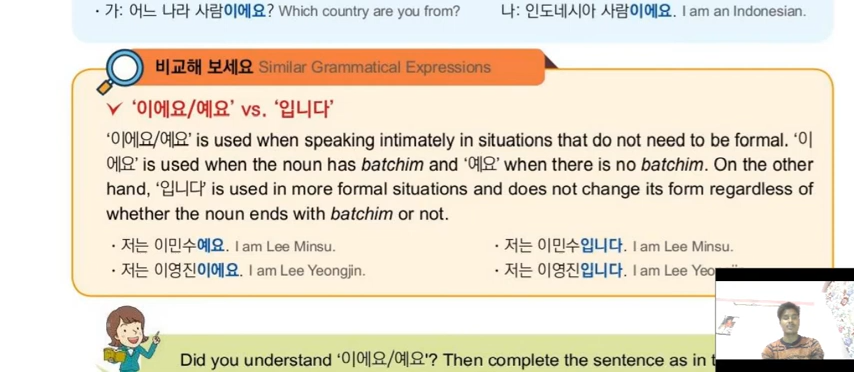 · 가: 어느 나라 사람이에요? Which country are you from? 나: 인도네시아 사람이에요. I am an Indonesian.
비교해 보세요 Similar Grammatical Expressions
‘이에요/예요’ vs. ‘입니다’
‘이에요/예요’ is used when speaking intimately in situations that do not need to be formal. ‘이
에요’ is used when the noun has batchim and ‘예요’ when there is no batchim. On the other
hand, ‘입니다’ is used in more formal situations and does not change its form regardless of
whether the noun ends with batchim or not.
· 저는 이민수예요. I am Lee Minsu. · 저는 이민수입니다. I am Lee Minsu.
· 저는 이영진이에요. I am Lee Yeongjin. · 저는 이영진입니다. I am Lee
Did you understand ‘이에요/예요’? Then complete the sentence as in